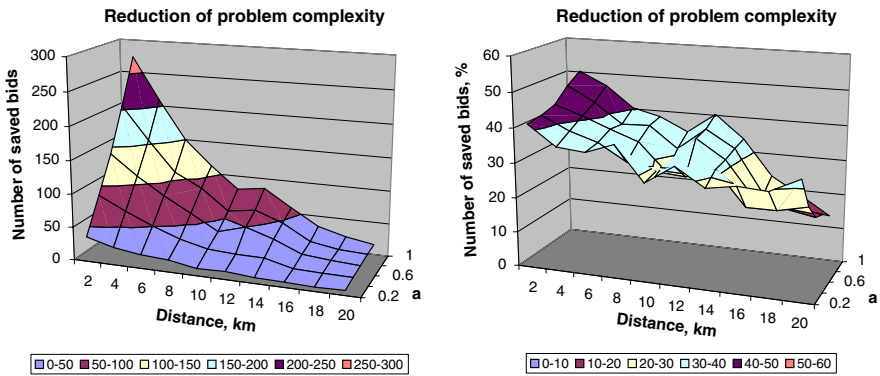 Reduction of problem complexity
Number of saved bids
300
250
200
150
100
50
0
2 4 6 8 10 12 14 16 18 20
Distance, km
1
0.6
0.2
a
0-50 50-100 100-150 150-200 200-250 250-300
Reduction of problem complexity
Number of saved bids, %
60
50
40
30
20
10
0
2 4 6 8 10 12 14 16 18 20
Distance, km
1
0.6
0.2
a
0-10 10-20 20-30 30-40 40-50 50-60